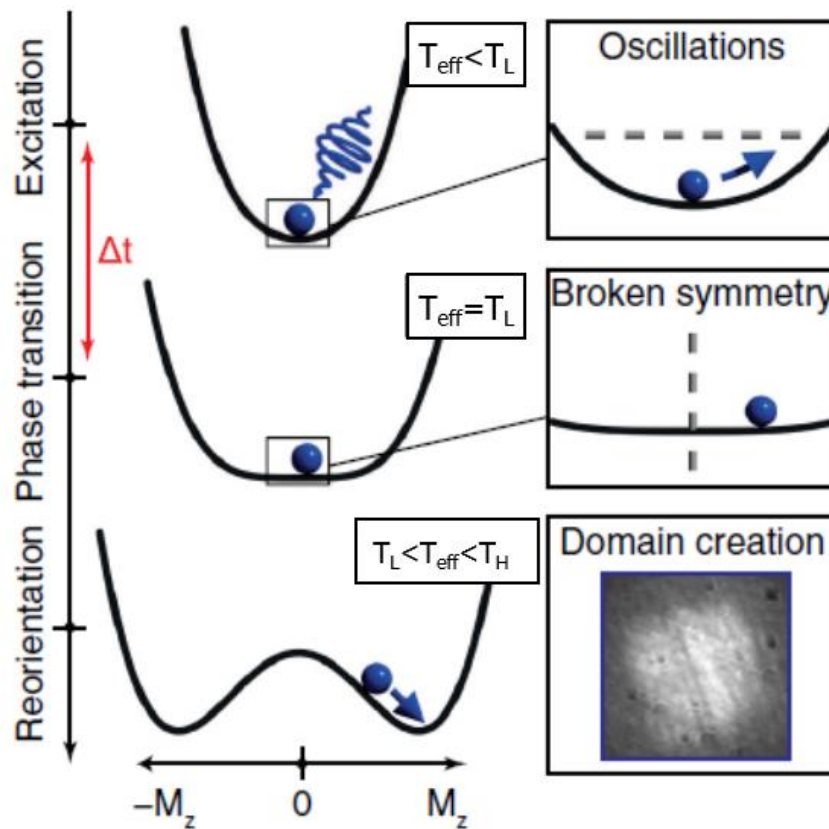 Excitation
Phase transition
Reorientation
Δt
T_eff<T_L
Oscillations
T_eff=T_L
Broken symmetry
T_L<T_eff<T_H
Domain creation
–M_z
0
M_z